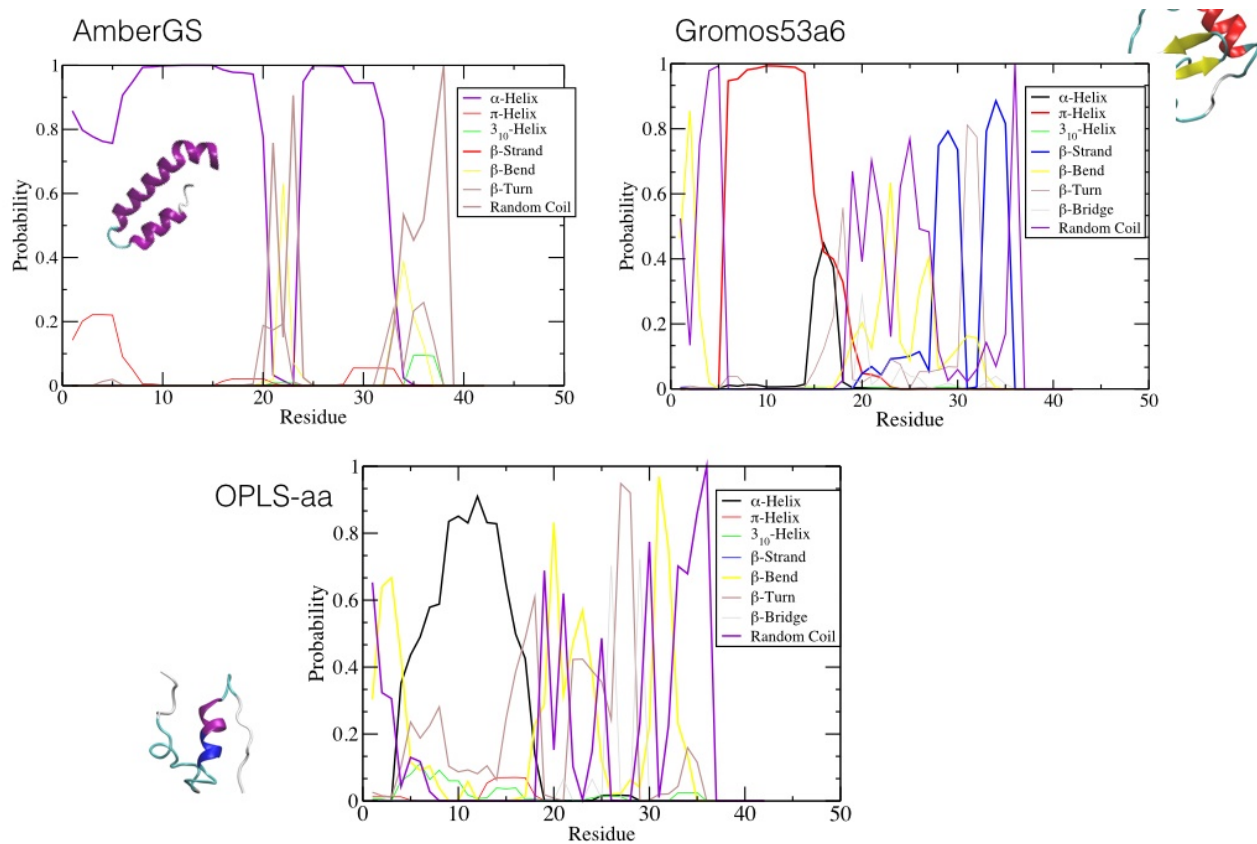 AmberGS
1
0.8
0.6
0.4
0.2
0
Probability
0 10 20 30 40 50
Residue
α-Helix
π-Helix
3₁₀-Helix
β-Strand
β-Bend
β-Turn
Random Coil
Gromos53a6
1
0.8
0.6
0.4
0.2
0
Probability
0 10 20 30 40 50
Residue
α-Helix
π-Helix
3₁₀-Helix
β-Strand
β-Bend
β-Turn
β-Bridge
Random Coil
OPLS-aa
1
0.8
0.6
0.4
0.2
0
Probability
0 10 20 30 40 50
Residue
α-Helix
π-Helix
3₁₀-Helix
β-Strand
β-Bend
β-Turn
β-Bridge
Random Coil